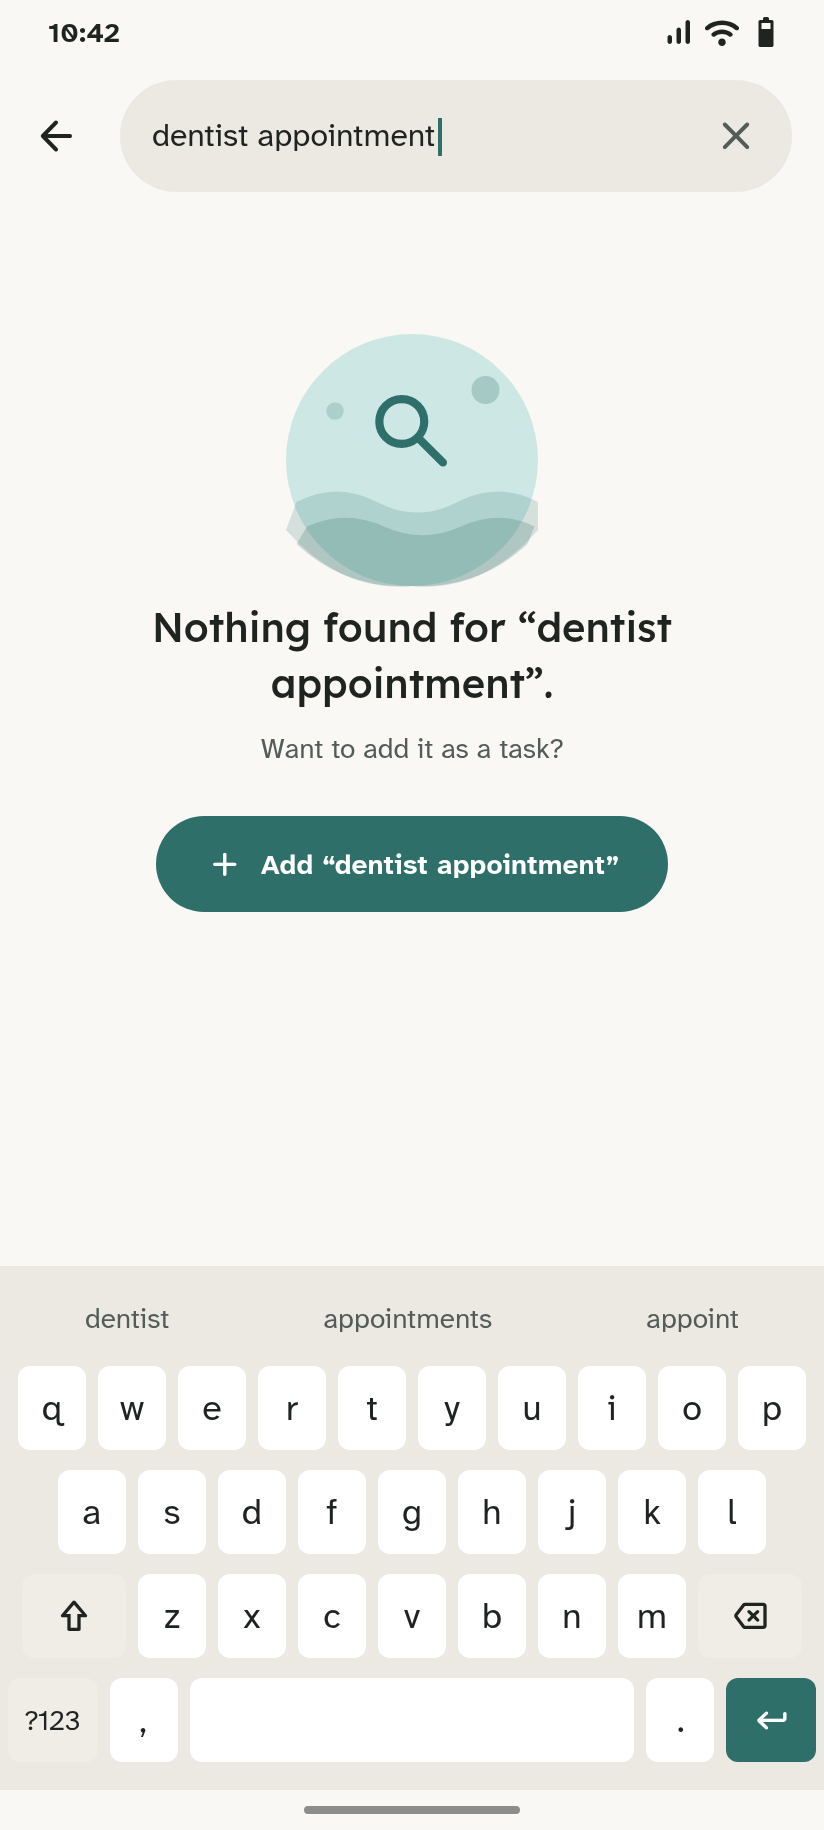 10:42
dentist appointment
Nothing found for “dentist
appointment”.
Want to add it as a task?
Add “dentist appointment”
dentist appointments appoint
q w e r t y u i o p
a s d f g h j k l
z x c v b n m
?123 , .